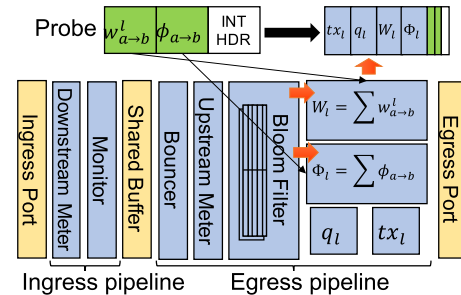 Probe
w^l_{a→b}
ϕ_{a→b}
INT
HDR
tx_l
q_l
W_l
Φ_l
Ingress Port
Downstream Meter
Monitor
Shared Buffer
Bouncer
Upstream Meter
Bloom Filter
W_l = ∑ w^l_{a→b}
Φ_l = ∑ ϕ_{a→b}
q_l
tx_l
Egress Port
Ingress pipeline
Egress pipeline